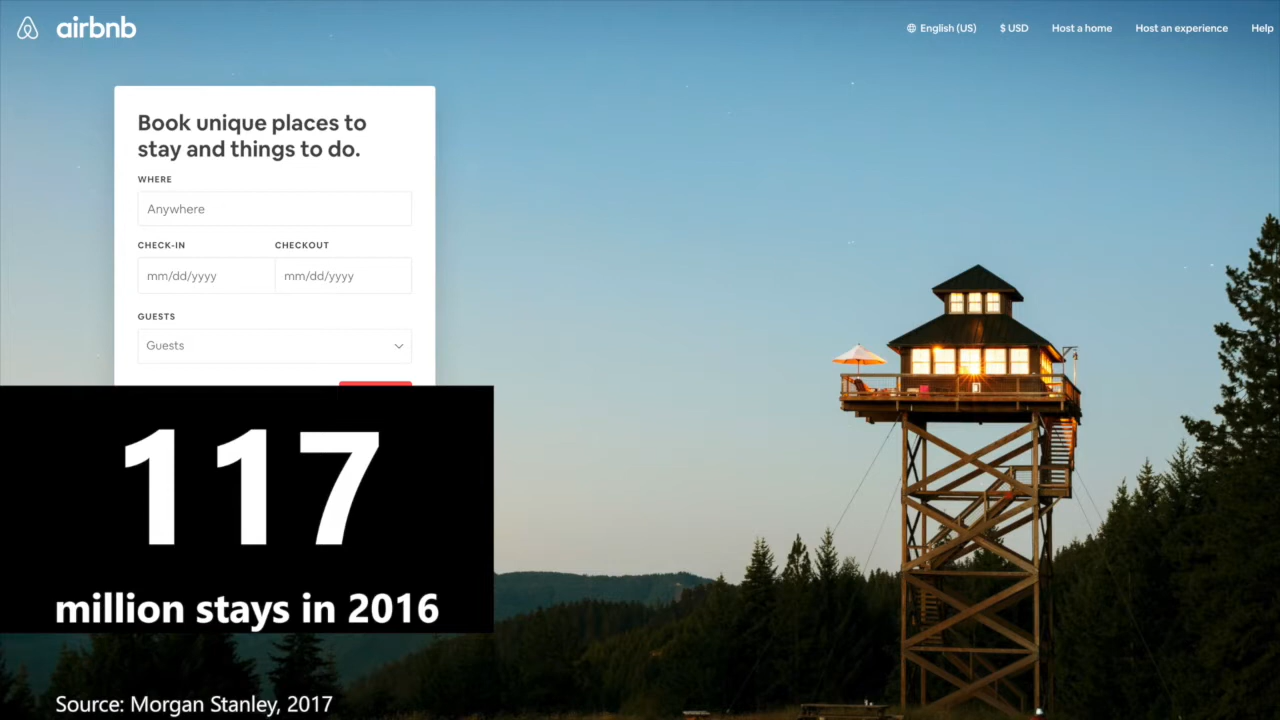 airbnb
English (US)
$ USD
Host a home
Host an experience
Help
Book unique places to
stay and things to do.
WHERE
Anywhere
CHECK-IN
CHECKOUT
mm/dd/yyyy
mm/dd/yyyy
GUESTS
Guests
117
million stays in 2016
Source: Morgan Stanley, 2017